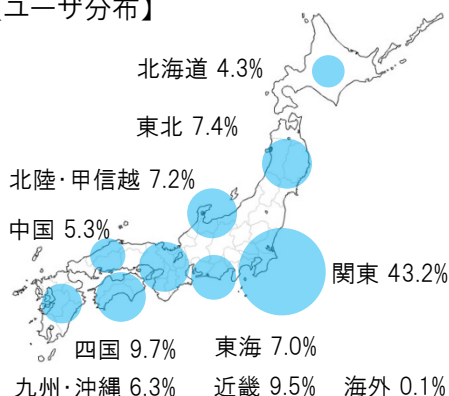 ユーザ分布】
北海道 4.3%
東北 7.4%
北陸・甲信越 7.2%
中国 5.3%
関東 43.2%
四国 9.7%
東海 7.0%
九州・沖縄 6.3%
近畿 9.5%
海外 0.1%